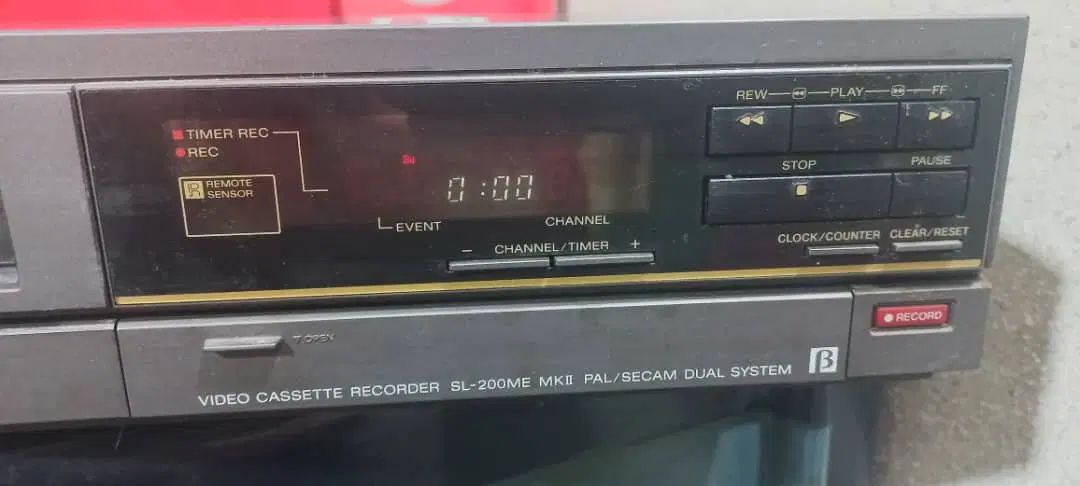 REW PLAY FF
TIMER REC
REC
R REMOTE
SENSOR
Su
0:00
STOP PAUSE
EVENT
CHANNEL
- CHANNEL/TIMER +
CLOCK/COUNTER CLEAR/RESET
RECORD
OPEN
VIDEO CASSETTE RECORDER SL-200ME MKII PAL/SECAM DUAL SYSTEM β